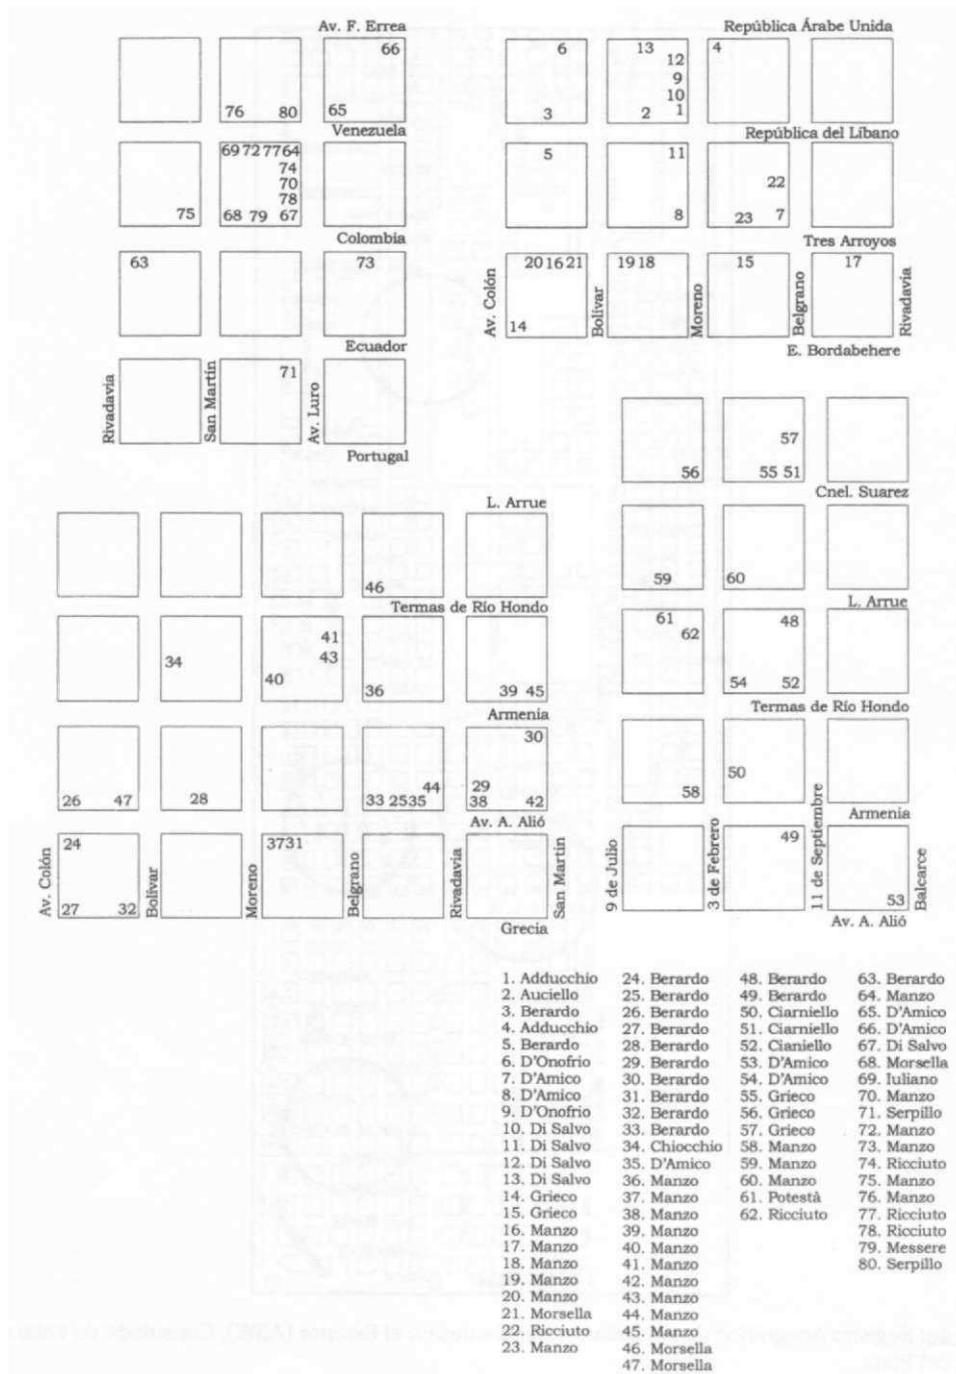 Av. F. Errea
66
76 80 65
Venezuela
69 72 77 64
74
70
78
75 68 79 67
Colombia
63 73
Ecuador
71
Rivadavia
San Martín
Av. Luro
Portugal
República Árabe Unida
6 13 4
12
9
10
3 2 1
República del Líbano
5 11
22
8 23 7
Tres Arroyos
20 16 21 19 18 15 17
14
Av. Colón
Bolívar
Moreno
Belgrano
Rivadavia
E. Bordabehere
L. Arrue
46
Termas de Río Hondo
41
34 43
40
36 39 45
Armenia
30
29
44
26 47 28 33 25 35 38 42
Av. A. Alió
24 37 31
27 32
Av. Colón
Bolívar
Moreno
Belgrano
Rivadavia
San Martín
Grecia
57
56 55 51
Cnel. Suarez
59 60
L. Arrue
61 48
62
54 52
Termas de Río Hondo
50
58
Armenia
49
53
9 de Julio
3 de Febrero
11 de Septiembre
Balcarce
Av. A. Alió
1. Adducchio
2. Auciello
3. Berardo
4. Adducchio
5. Berardo
6. D'Onofrio
7. D'Amico
8. D'Amico
9. D'Onofrio
10. Di Salvo
11. Di Salvo
12. Di Salvo
13. Di Salvo
14. Grieco
15. Grieco
16. Manzo
17. Manzo
18. Manzo
19. Manzo
20. Manzo
21. Morsella
22. Ricciuto
23. Manzo
24. Berardo
25. Berardo
26. Berardo
27. Berardo
28. Berardo
29. Berardo
30. Berardo
31. Berardo
32. Berardo
33. Berardo
34. Chiocchio
35. D'Amico
36. Manzo
37. Manzo
38. Manzo
39. Manzo
40. Manzo
41. Manzo
42. Manzo
43. Manzo
44. Manzo
45. Manzo
46. Morsella
47. Morsella
48. Berardo
49. Berardo
50. Ciarniello
51. Ciarniello
52. Cianiello
53. D'Amico
54. D'Amico
55. Grieco
56. Grieco
57. Grieco
58. Manzo
59. Manzo
60. Manzo
61. Potestà
62. Ricciuto
63. Berardo
64. Manzo
65. D'Amico
66. D'Amico
67. Di Salvo
68. Morsella
69. Iuliano
70. Manzo
71. Serpillo
72. Manzo
73. Manzo
74. Ricciuto
75. Manzo
76. Manzo
77. Ricciuto
78. Ricciuto
79. Messere
80. Serpillo